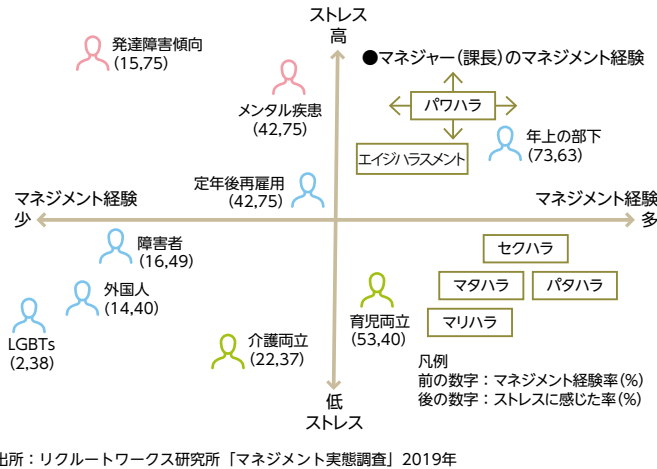 ストレス
高
発達障害傾向
(15,75)
●マネジャー(課長)のマネジメント経験
メンタル疾患
(42,75)
パワハラ
エイジハラスメント
年上の部下
(73,63)
定年後再雇用
(42,75)
マネジメント経験
少
マネジメント経験
多
障害者
(16,49)
セクハラ
外国人
(14,40)
マタハラ
パタハラ
マリハラ
LGBTs
(2,38)
介護両立
(22,37)
育児両立
(53,40)
凡例
前の数字：マネジメント経験率(%)
後の数字：ストレスに感じた率(%)
低
ストレス
出所：リクルートワークス研究所「マネジメント実態調査」2019年